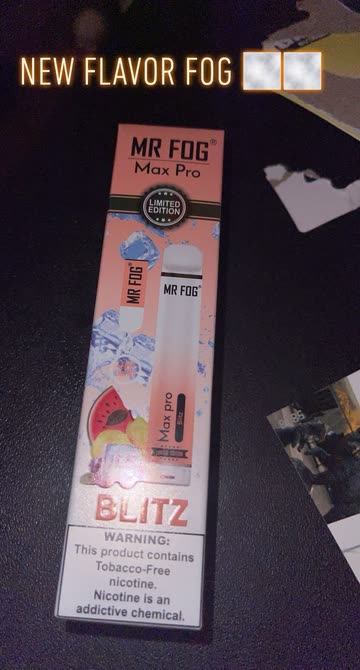 NEW FLAVOR FOG 🌫️🌫️
MR FOG®
Max Pro
LIMITED
EDITION
MR FOG®
MR FOG®
Max pro
Blitz
BLITZ
WARNING:
This product contains
Tobacco-Free
nicotine.
Nicotine is an
addictive chemical.